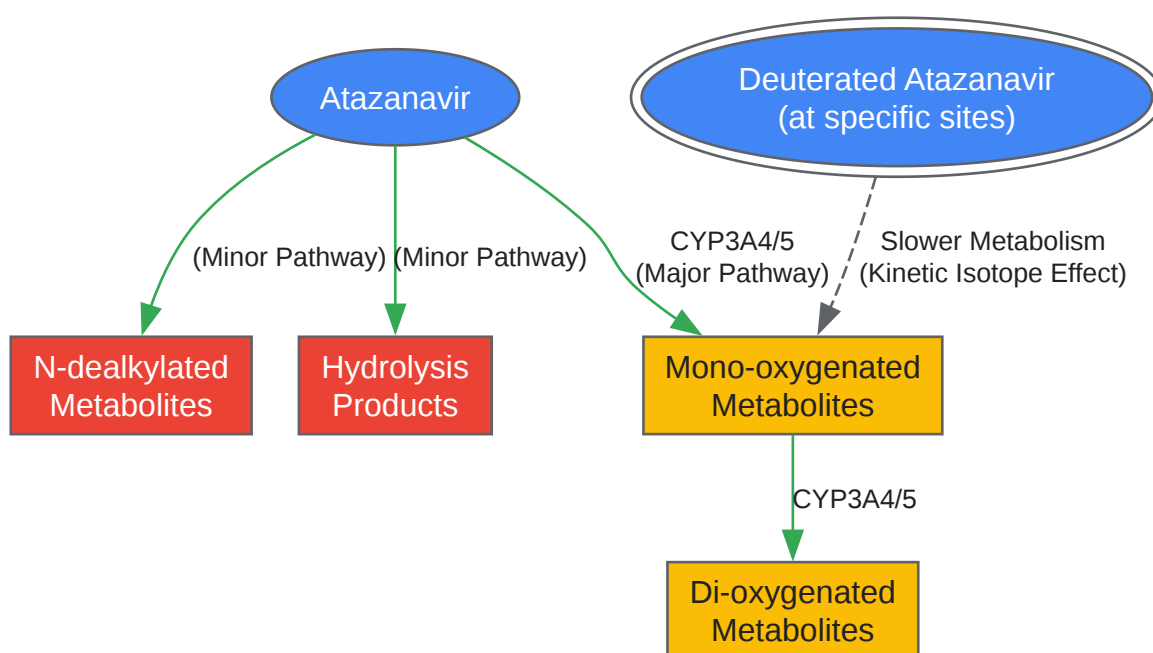 Atazanavir
Deuterated Atazanavir
(at specific sites)
(Minor Pathway)
(Minor Pathway)
CYP3A4/5
(Major Pathway)
Slower Metabolism
(Kinetic Isotope Effect)
N-dealkylated
Metabolites
Hydrolysis
Products
Mono-oxygenated
Metabolites
CYP3A4/5
Di-oxygenated
Metabolites